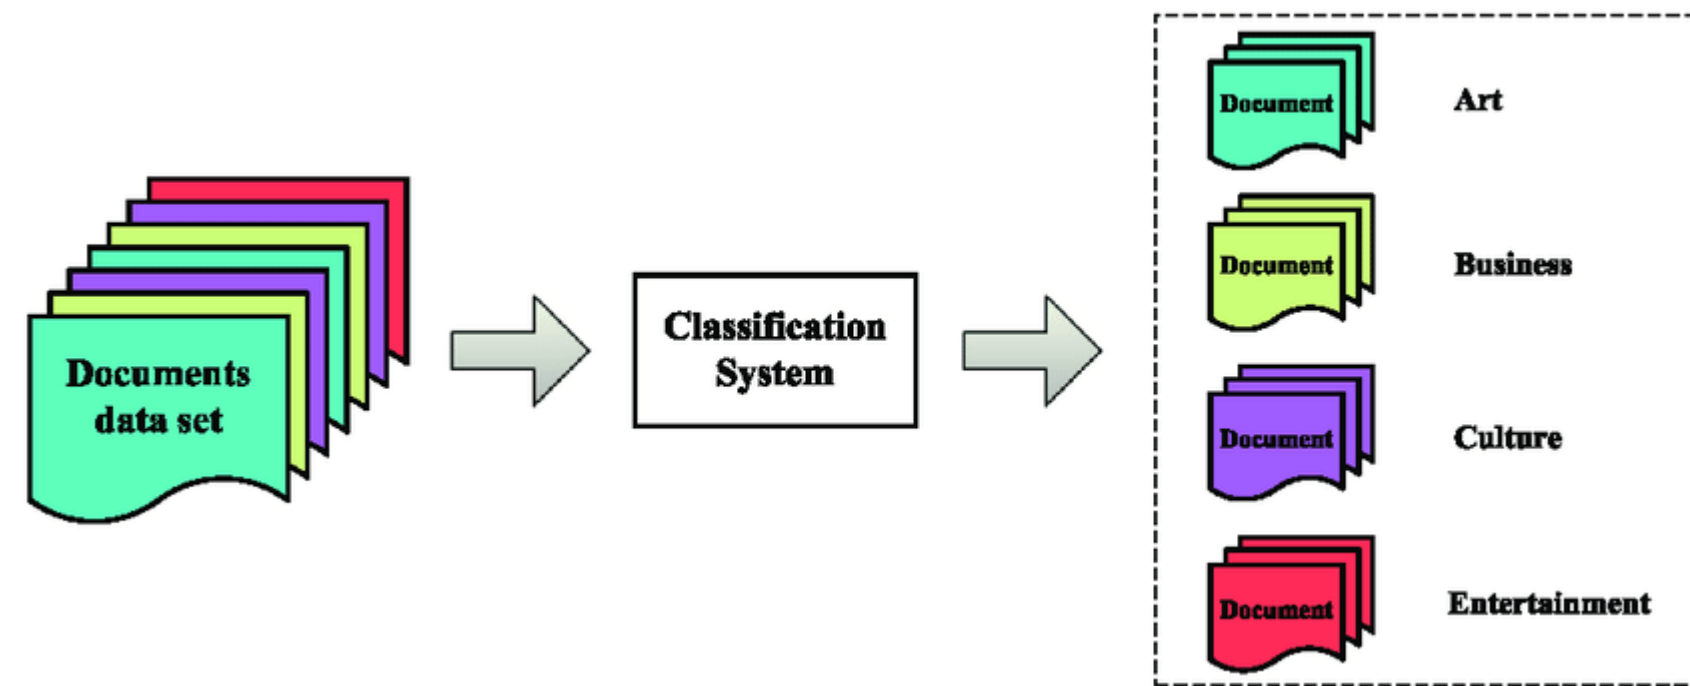 Documents
data set
Classification
System
Document
Art
Document
Business
Document
Culture
Document
Entertainment